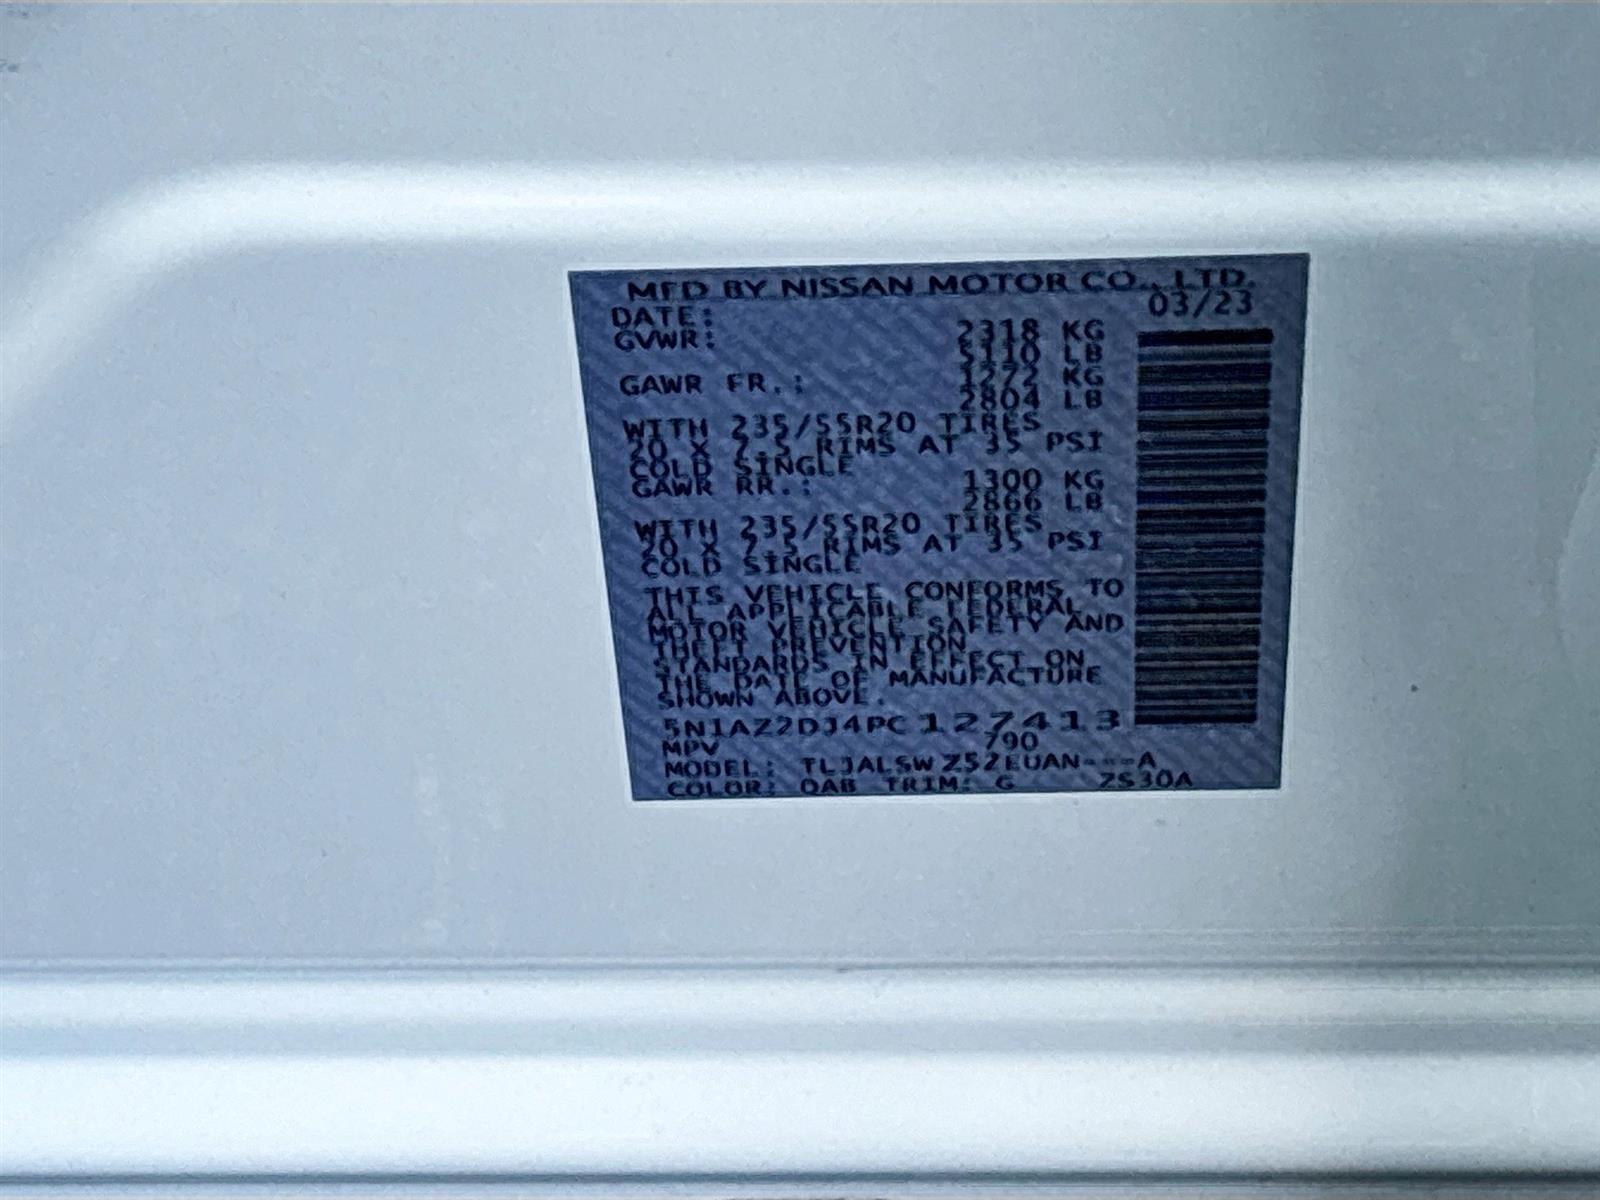 MFD BY NISSAN MOTOR CO., LTD.
DATE: 03/23
GVWR: 2318 KG
5110 LB
GAWR FR.: 1272 KG
2804 LB
WITH 235/55R20 TIRES
20 X 7.5 RIMS AT 35 PSI
COLD SINGLE
GAWR RR.: 1300 KG
2866 LB
WITH 235/55R20 TIRES
20 X 7.5 RIMS AT 35 PSI
COLD SINGLE
THIS VEHICLE CONFORMS TO
ALL APPLICABLE FEDERAL
MOTOR VEHICLE SAFETY AND
THEFT PREVENTION
STANDARDS IN EFFECT ON
THE DATE OF MANUFACTURE
SHOWN ABOVE.
5N1AZ2DJ4PC127413
MPV 790
MODEL: TLJALSWZ52EUAN---A
COLOR: QAB TRIM: G ZS30A